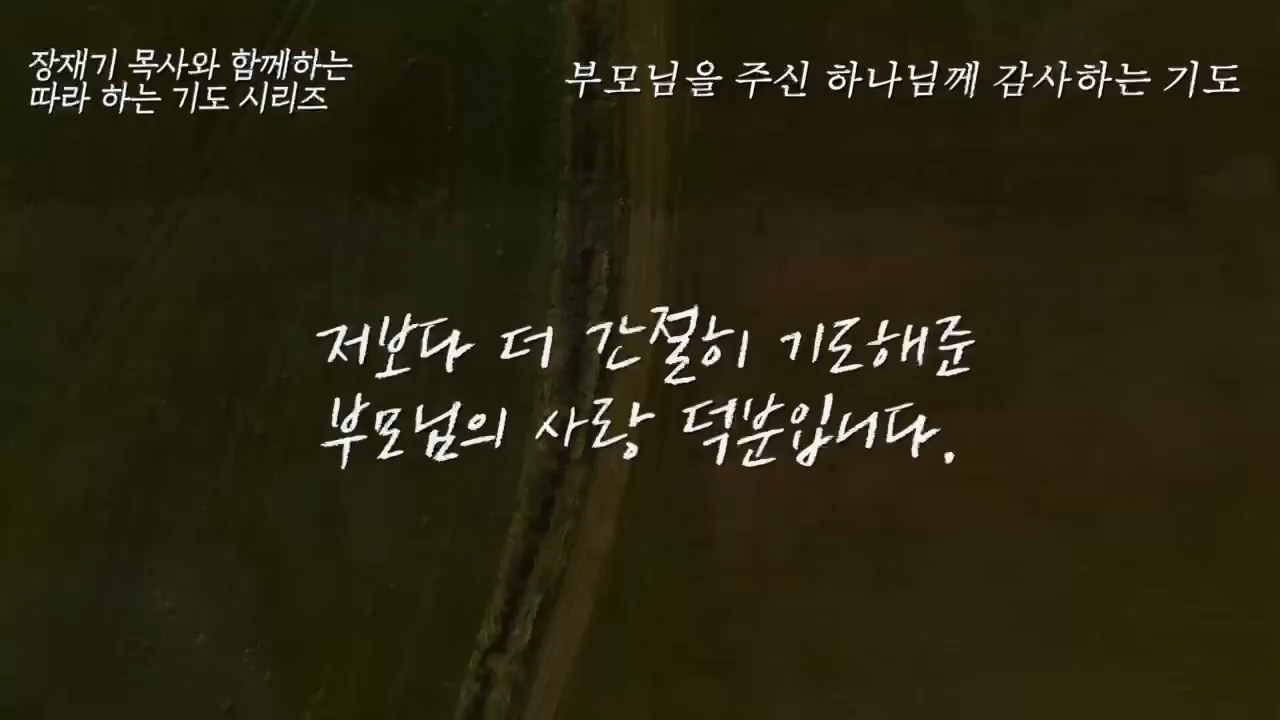 장재기 목사와 함께하는
따라 하는 기도 시리즈
부모님을 주신 하나님께 감사하는 기도
저보다 더 간절히 기도해준
부모님의 사랑 덕분입니다.